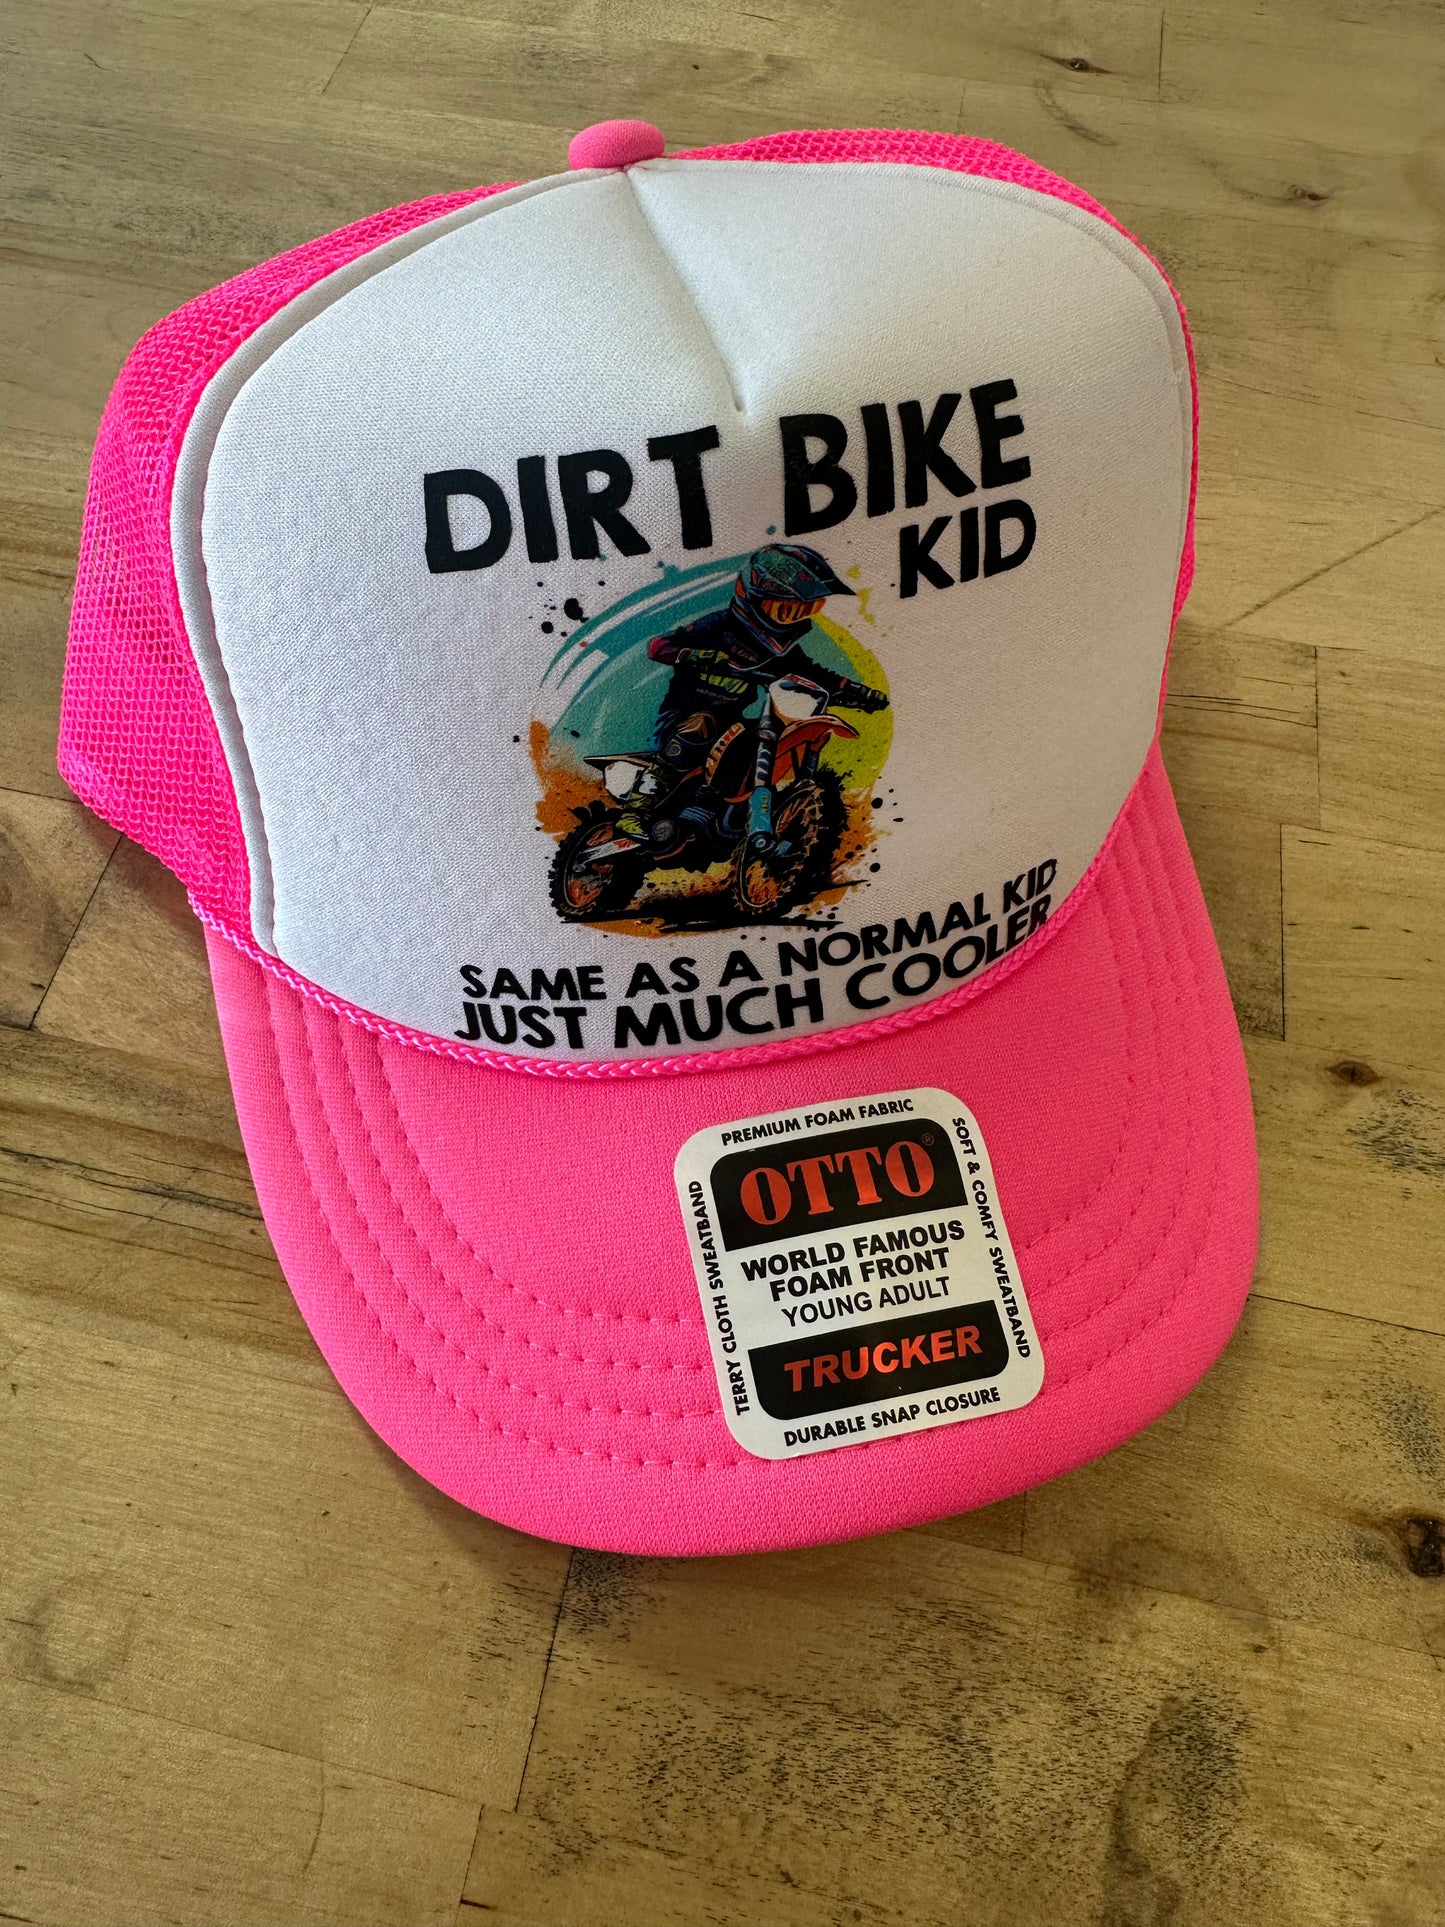 DIRT BIKE
KID
SAME AS A NORMAL KID
JUST MUCH COOLER
PREMIUM FOAM FABRIC
OTTO®
WORLD FAMOUS
FOAM FRONT
YOUNG ADULT
TRUCKER
DURABLE SNAP CLOSURE
TERRY CLOTH SWEATBAND
SOFT & COMFY SWEATBAND